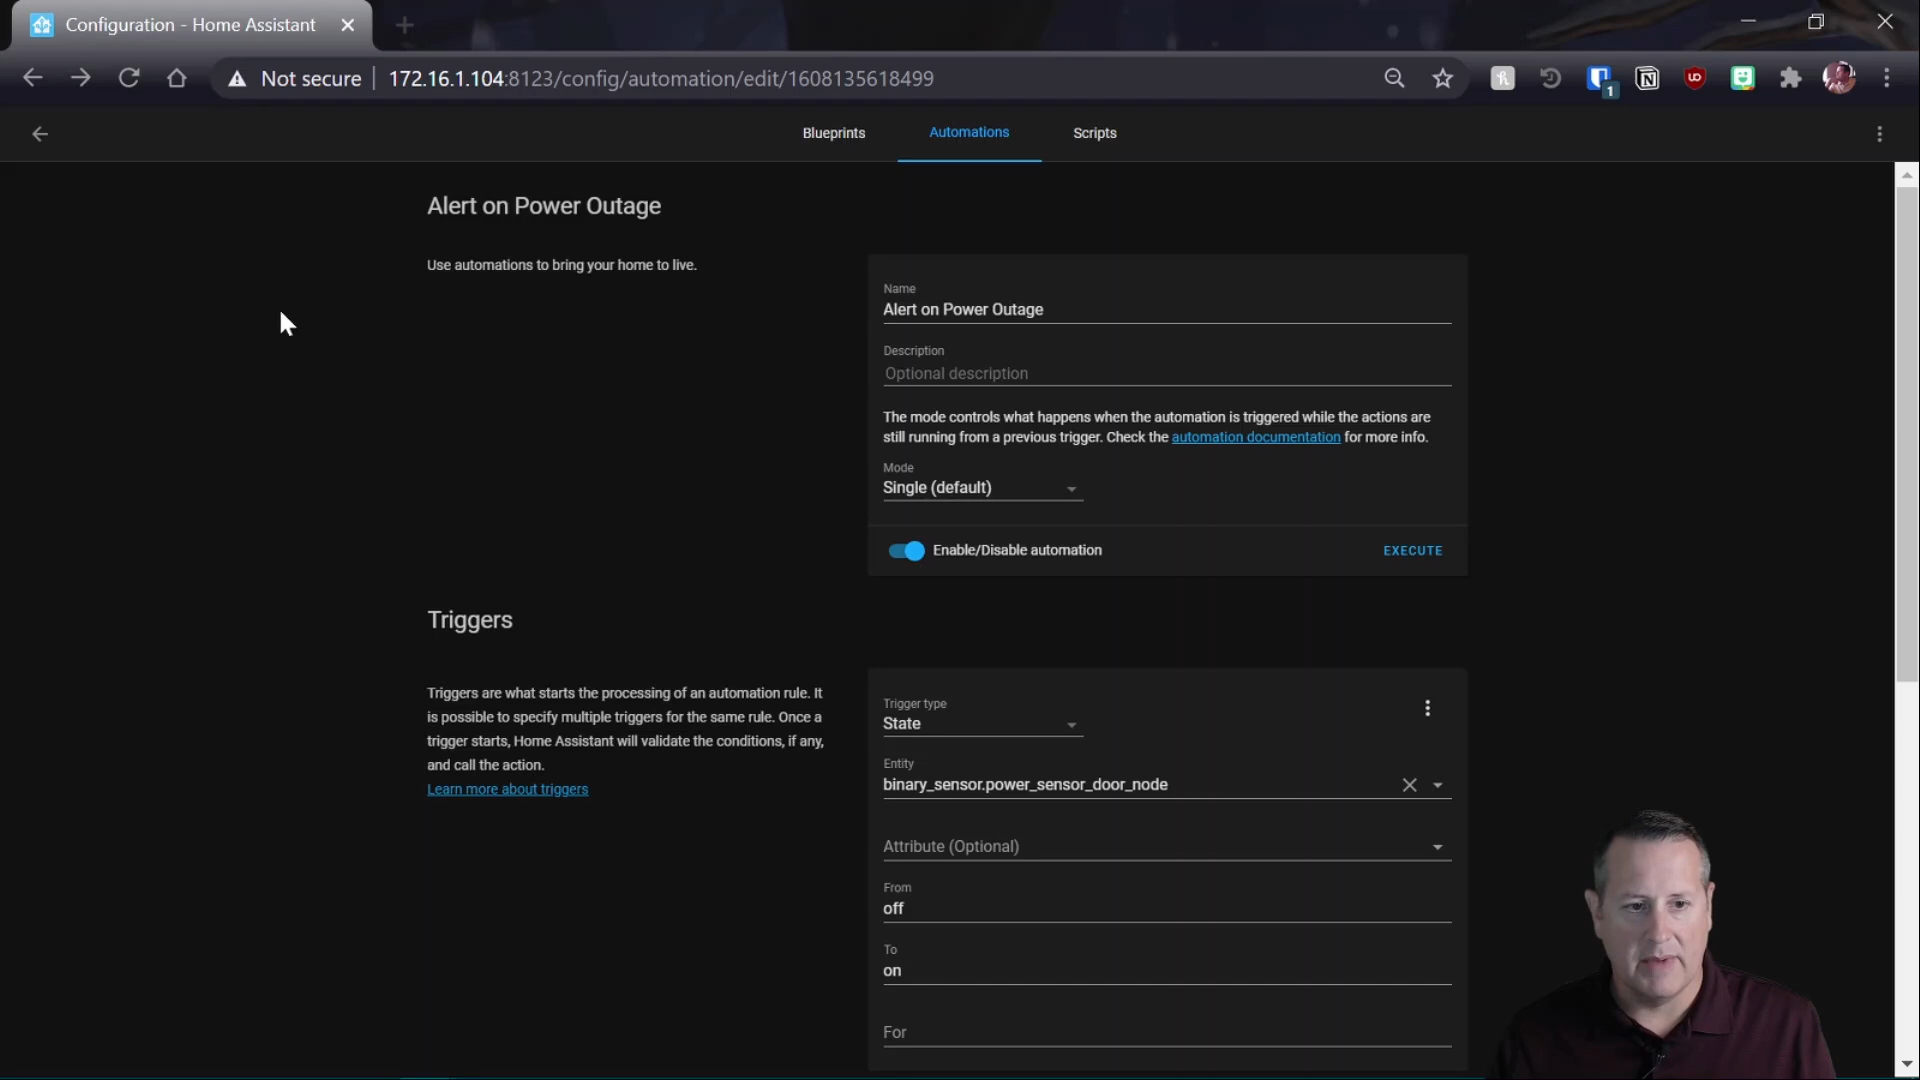 Configuration - Home Assistant
Not secure
172.16.1.104:8123/config/automation/edit/1608135618499
1
Blueprints
Automations
Scripts
Alert on Power Outage
Use automations to bring your home to live.
Name
Alert on Power Outage
Description
Optional description
The mode controls what happens when the automation is triggered while the actions are
still running from a previous trigger. Check the automation documentation for more info.
Mode
Single (default)
Enable/Disable automation
EXECUTE
Triggers
Triggers are what starts the processing of an automation rule. It
is possible to specify multiple triggers for the same rule. Once a
trigger starts, Home Assistant will validate the conditions, if any,
and call the action.
Learn more about triggers
Trigger type
State
Entity
binary_sensor.power_sensor_door_node
Attribute (Optional)
From
off
To
on
For